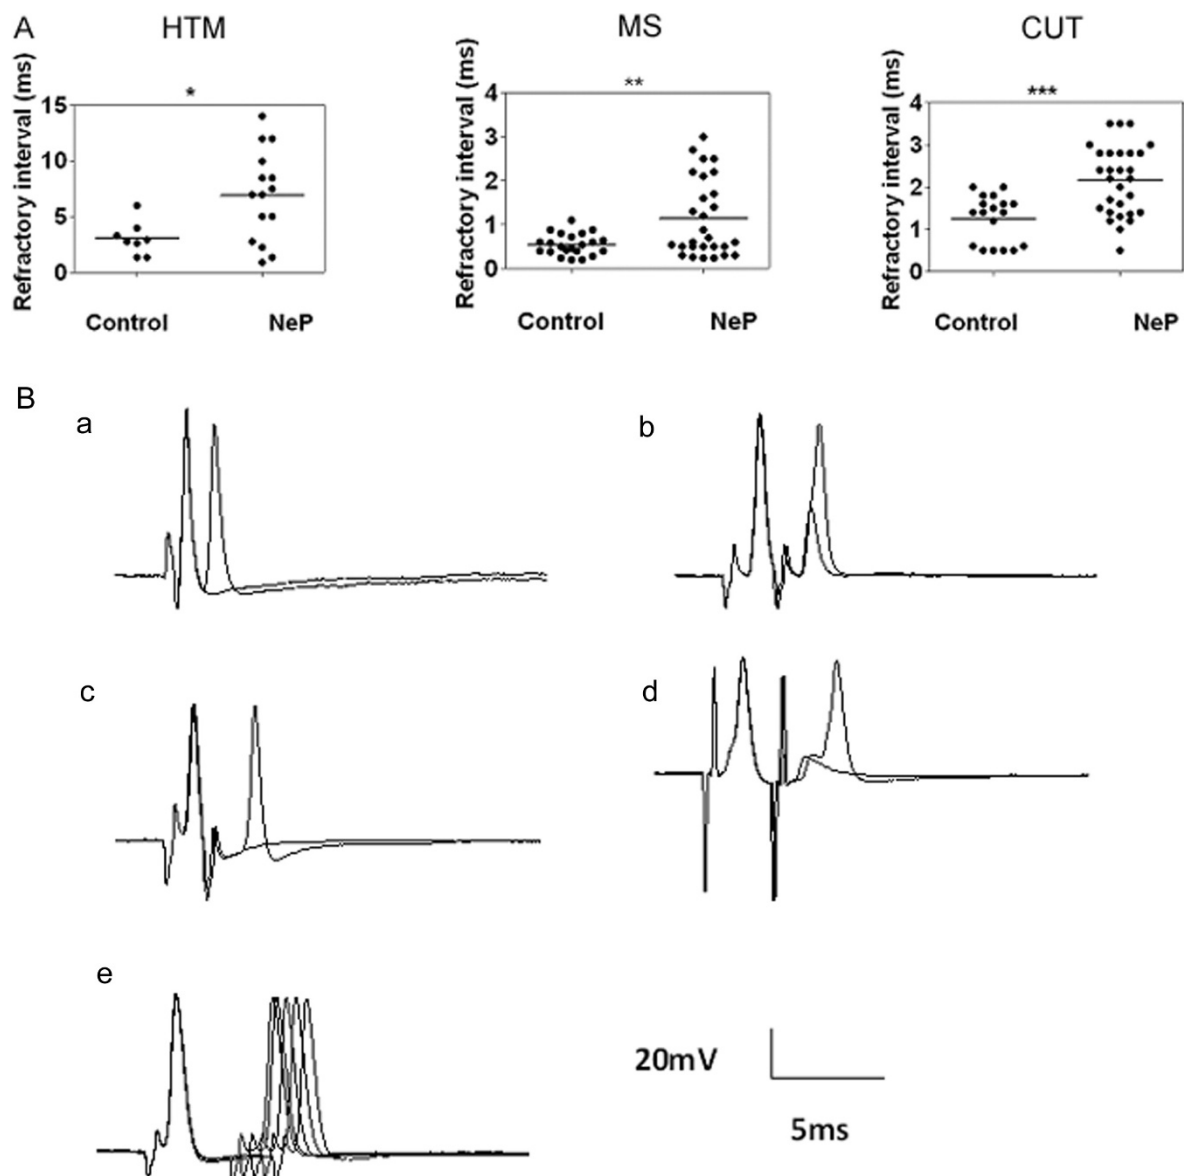 A HTM MS CUT
Refractory interval (ms)
15
10
5
0
*
Control NeP
Refractory interval (ms)
4
3
2
1
0
**
Control NeP
Refractory interval (ms)
4
3
2
1
0
***
Control NeP
B
a
b
c
d
e
20mV
5ms